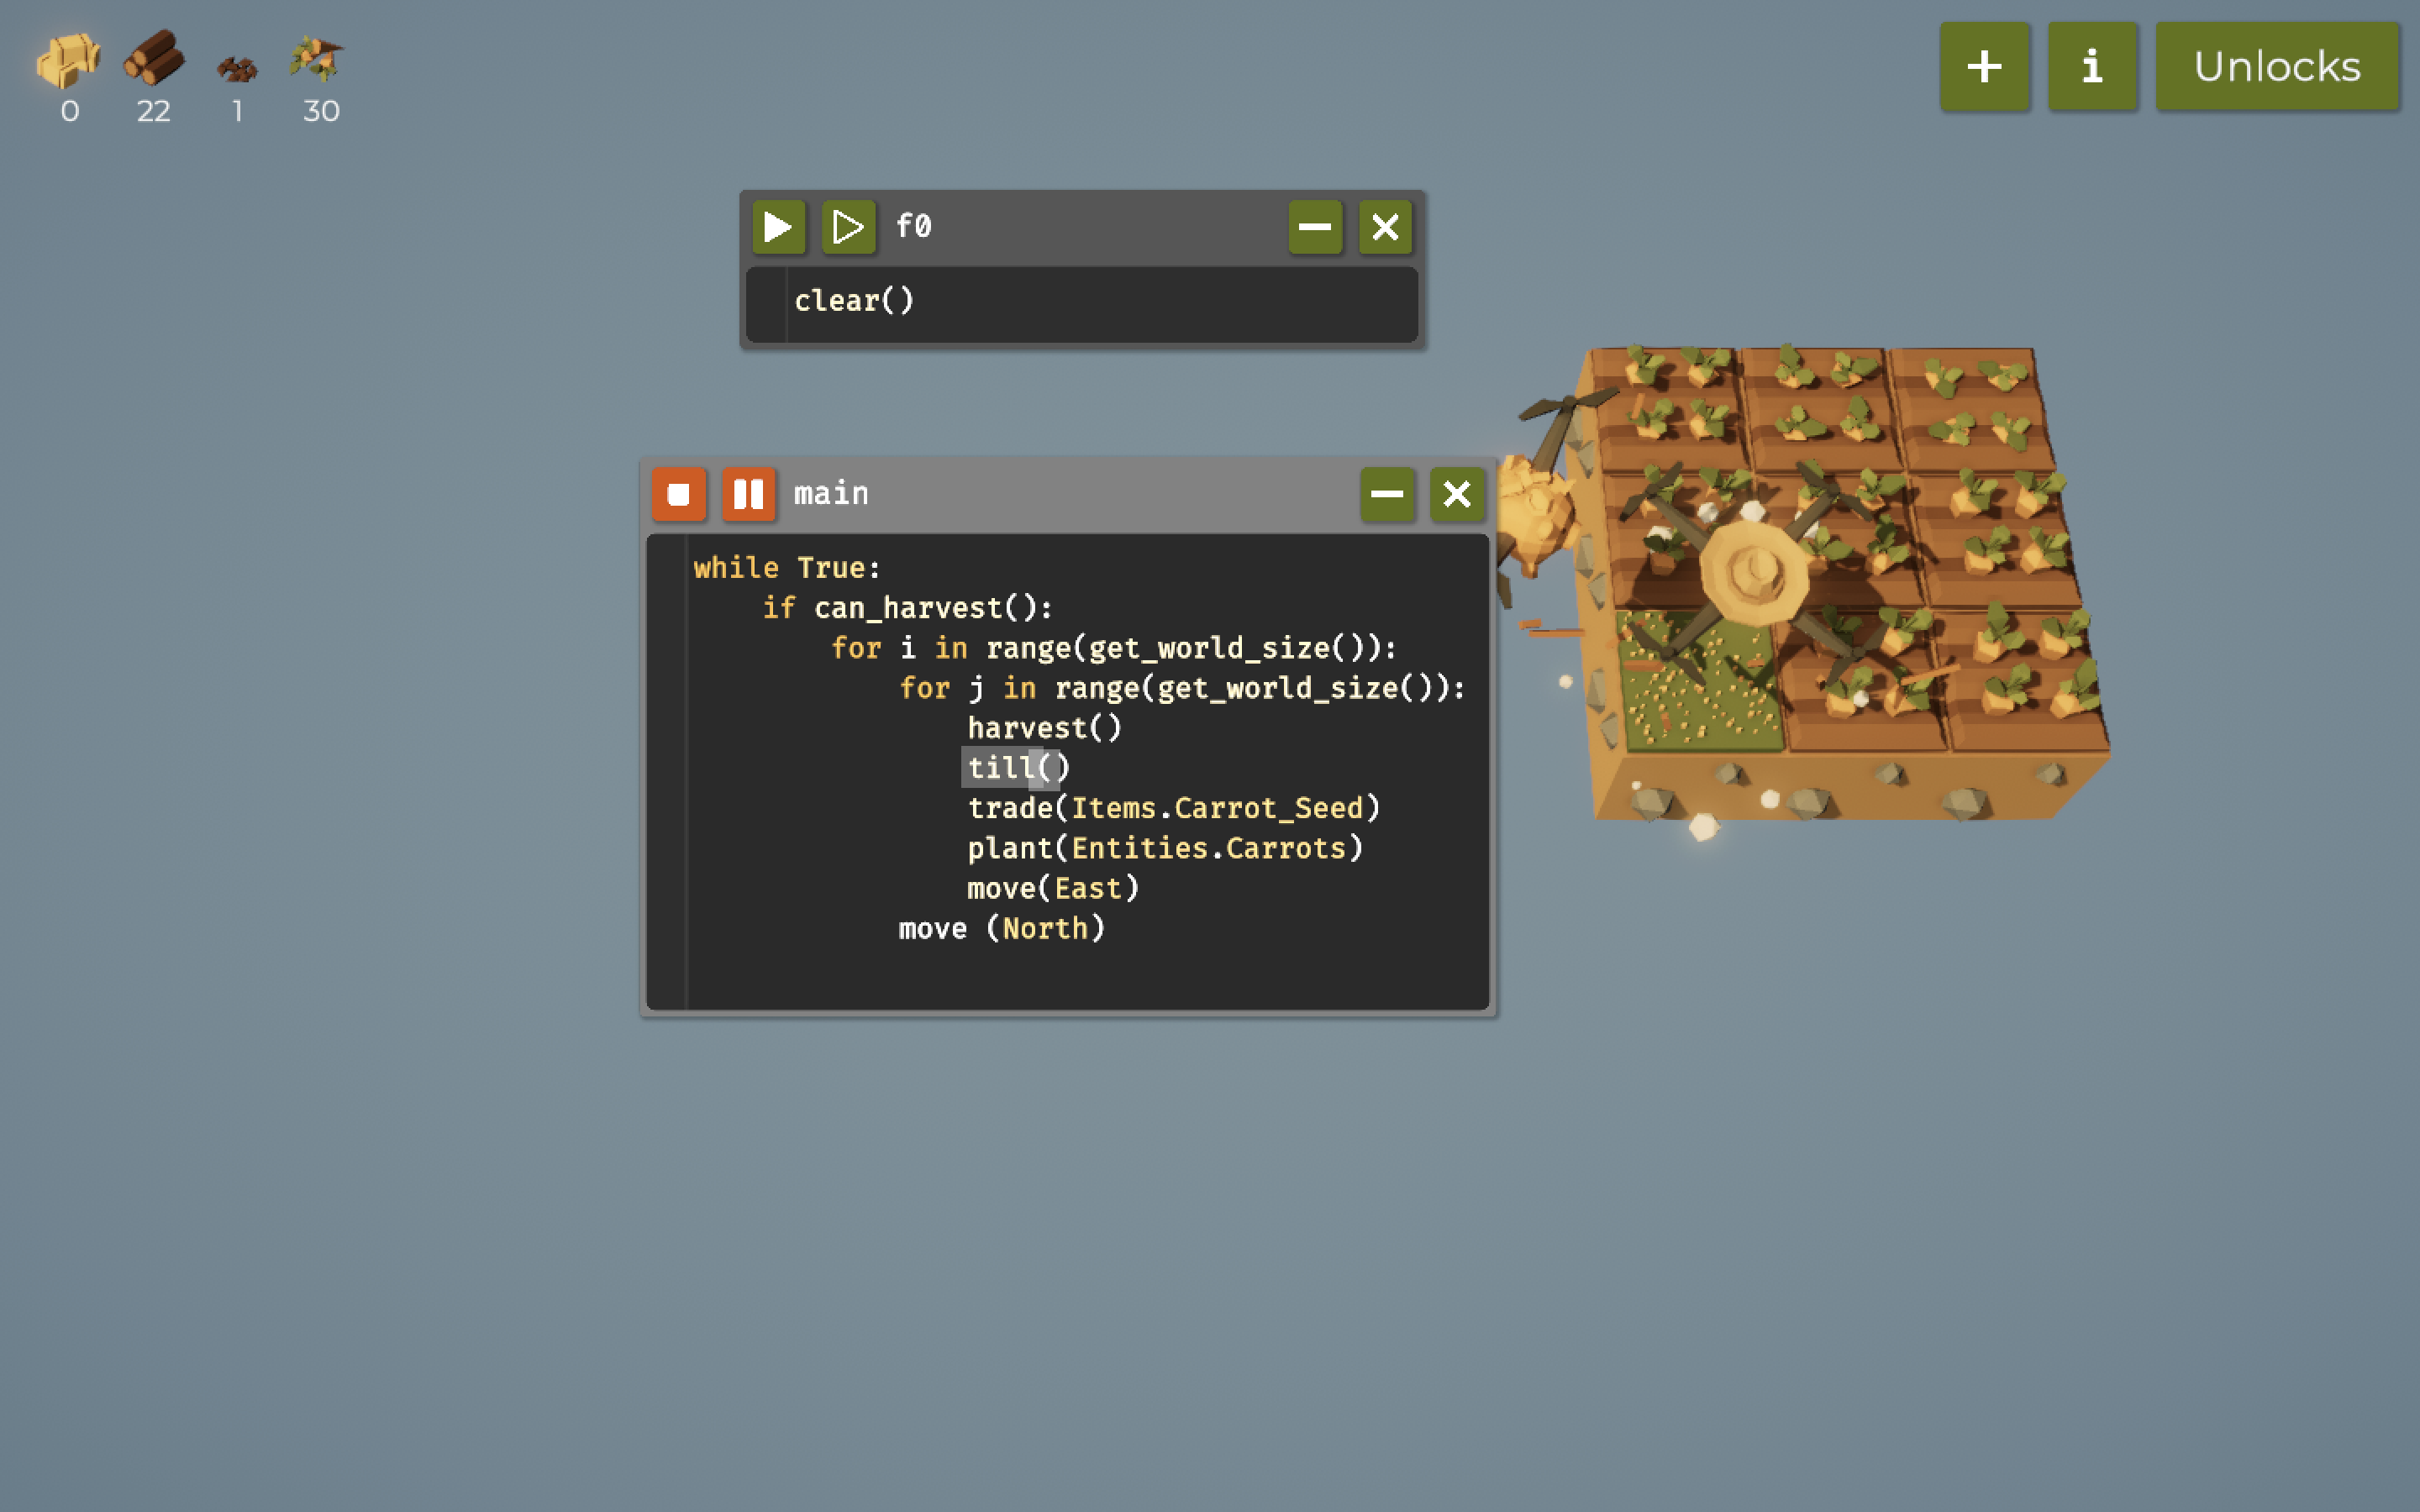 0 22 1 30
+ i Unlocks
f0
clear()
main
while True:
    if can_harvest():
        for i in range(get_world_size()):
            for j in range(get_world_size()):
                harvest()
                till()
                trade(Items.Carrot_Seed)
                plant(Entities.Carrots)
                move(East)
            move (North)